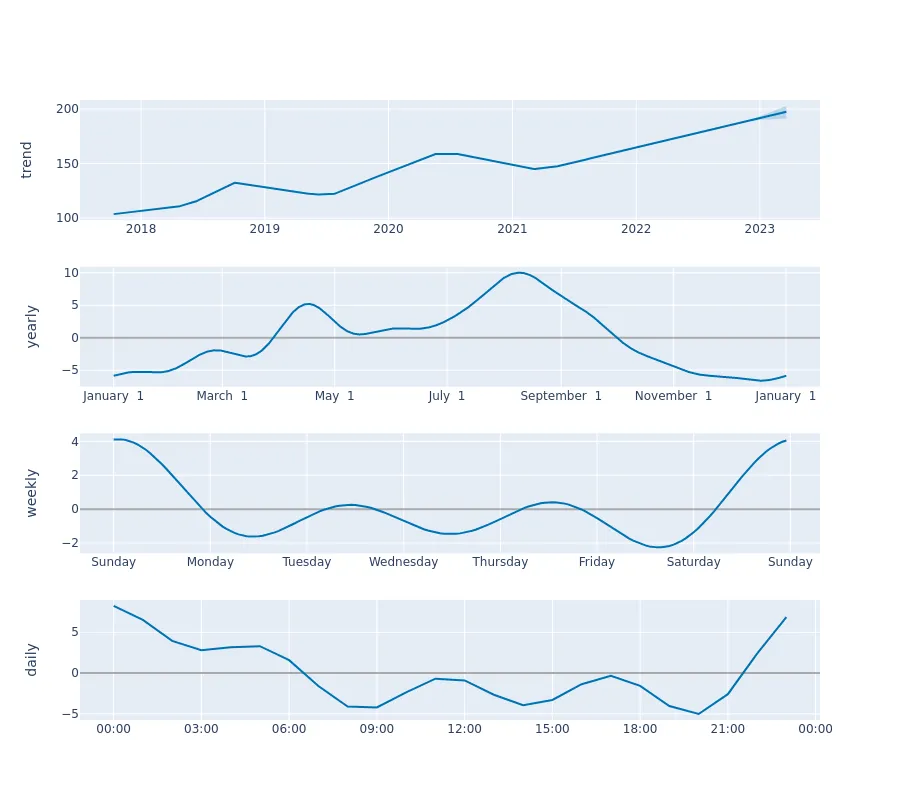 trend
200
150
100
2018 2019 2020 2021 2022 2023
yearly
10
5
0
−5
January 1 March 1 May 1 July 1 September 1 November 1 January 1
weekly
4
2
0
−2
Sunday Monday Tuesday Wednesday Thursday Friday Saturday Sunday
daily
5
0
−5
00:00 03:00 06:00 09:00 12:00 15:00 18:00 21:00 00:00